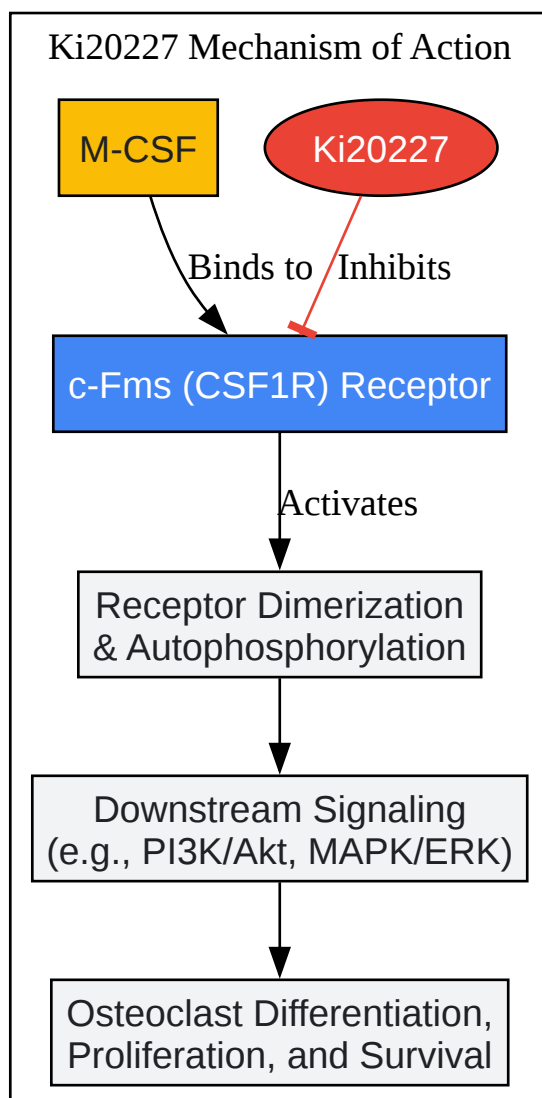 Ki20227 Mechanism of Action
M-CSF
Ki20227
Binds to
Inhibits
c-Fms (CSF1R) Receptor
Activates
Receptor Dimerization
& Autophosphorylation
Downstream Signaling
(e.g., PI3K/Akt, MAPK/ERK)
Osteoclast Differentiation,
Proliferation, and Survival